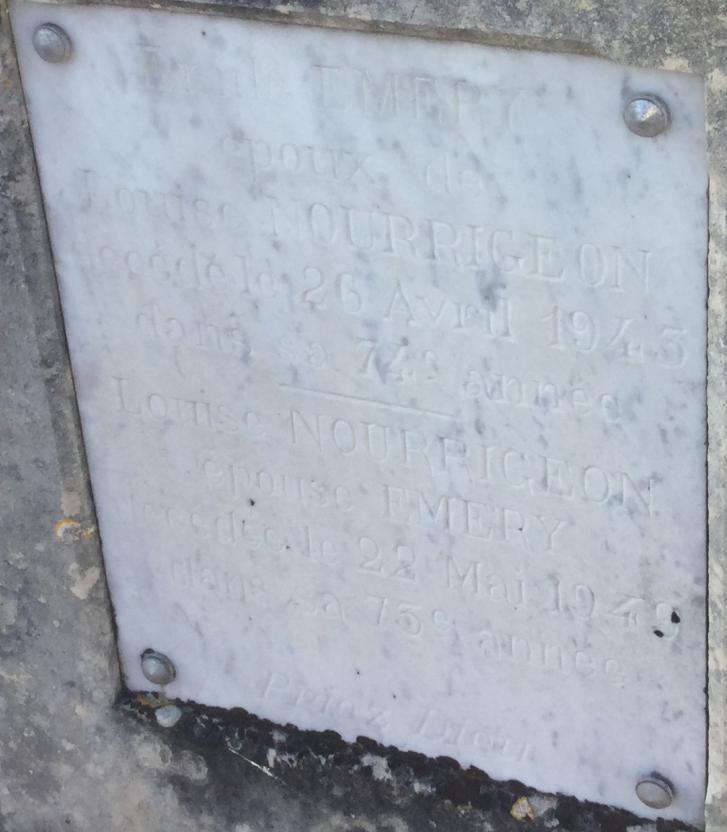 Emile EMERY
époux de
Louise NOURRIGEON
décédé le 26 Avril 1943
dans sa 74e année
Louise NOURRIGEON
épouse EMERY
décédée le 22 Mai 1949
dans sa 73e année
Priez Dieu